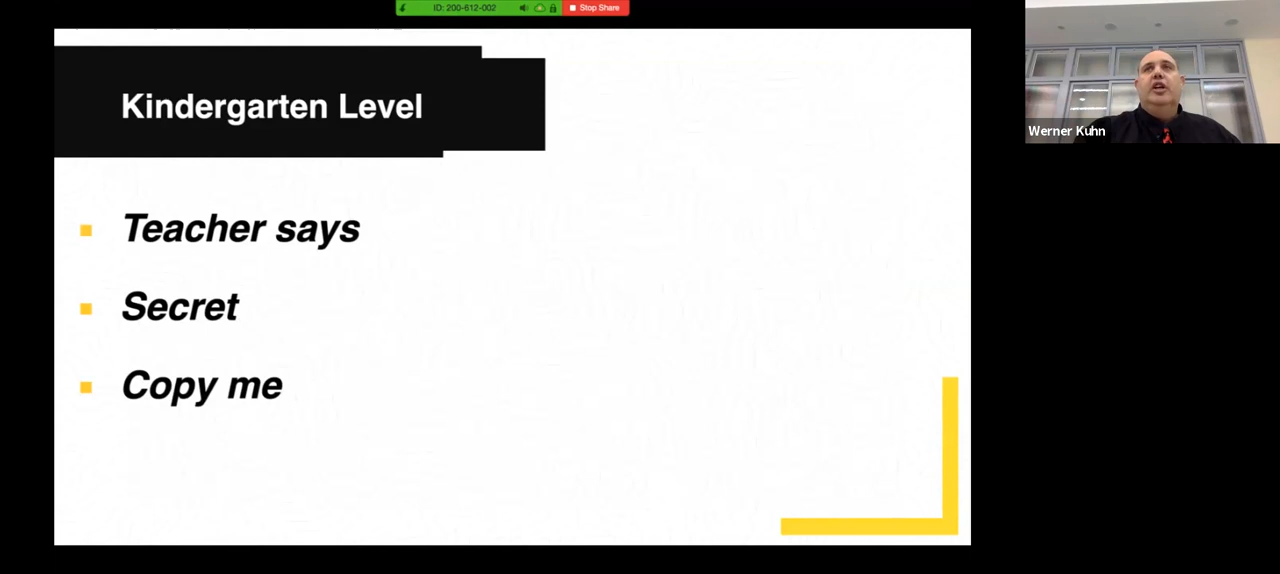 ID: 200-612-002 Stop Share
Kindergarten Level
Teacher says
Secret
Copy me
Werner Kuhn